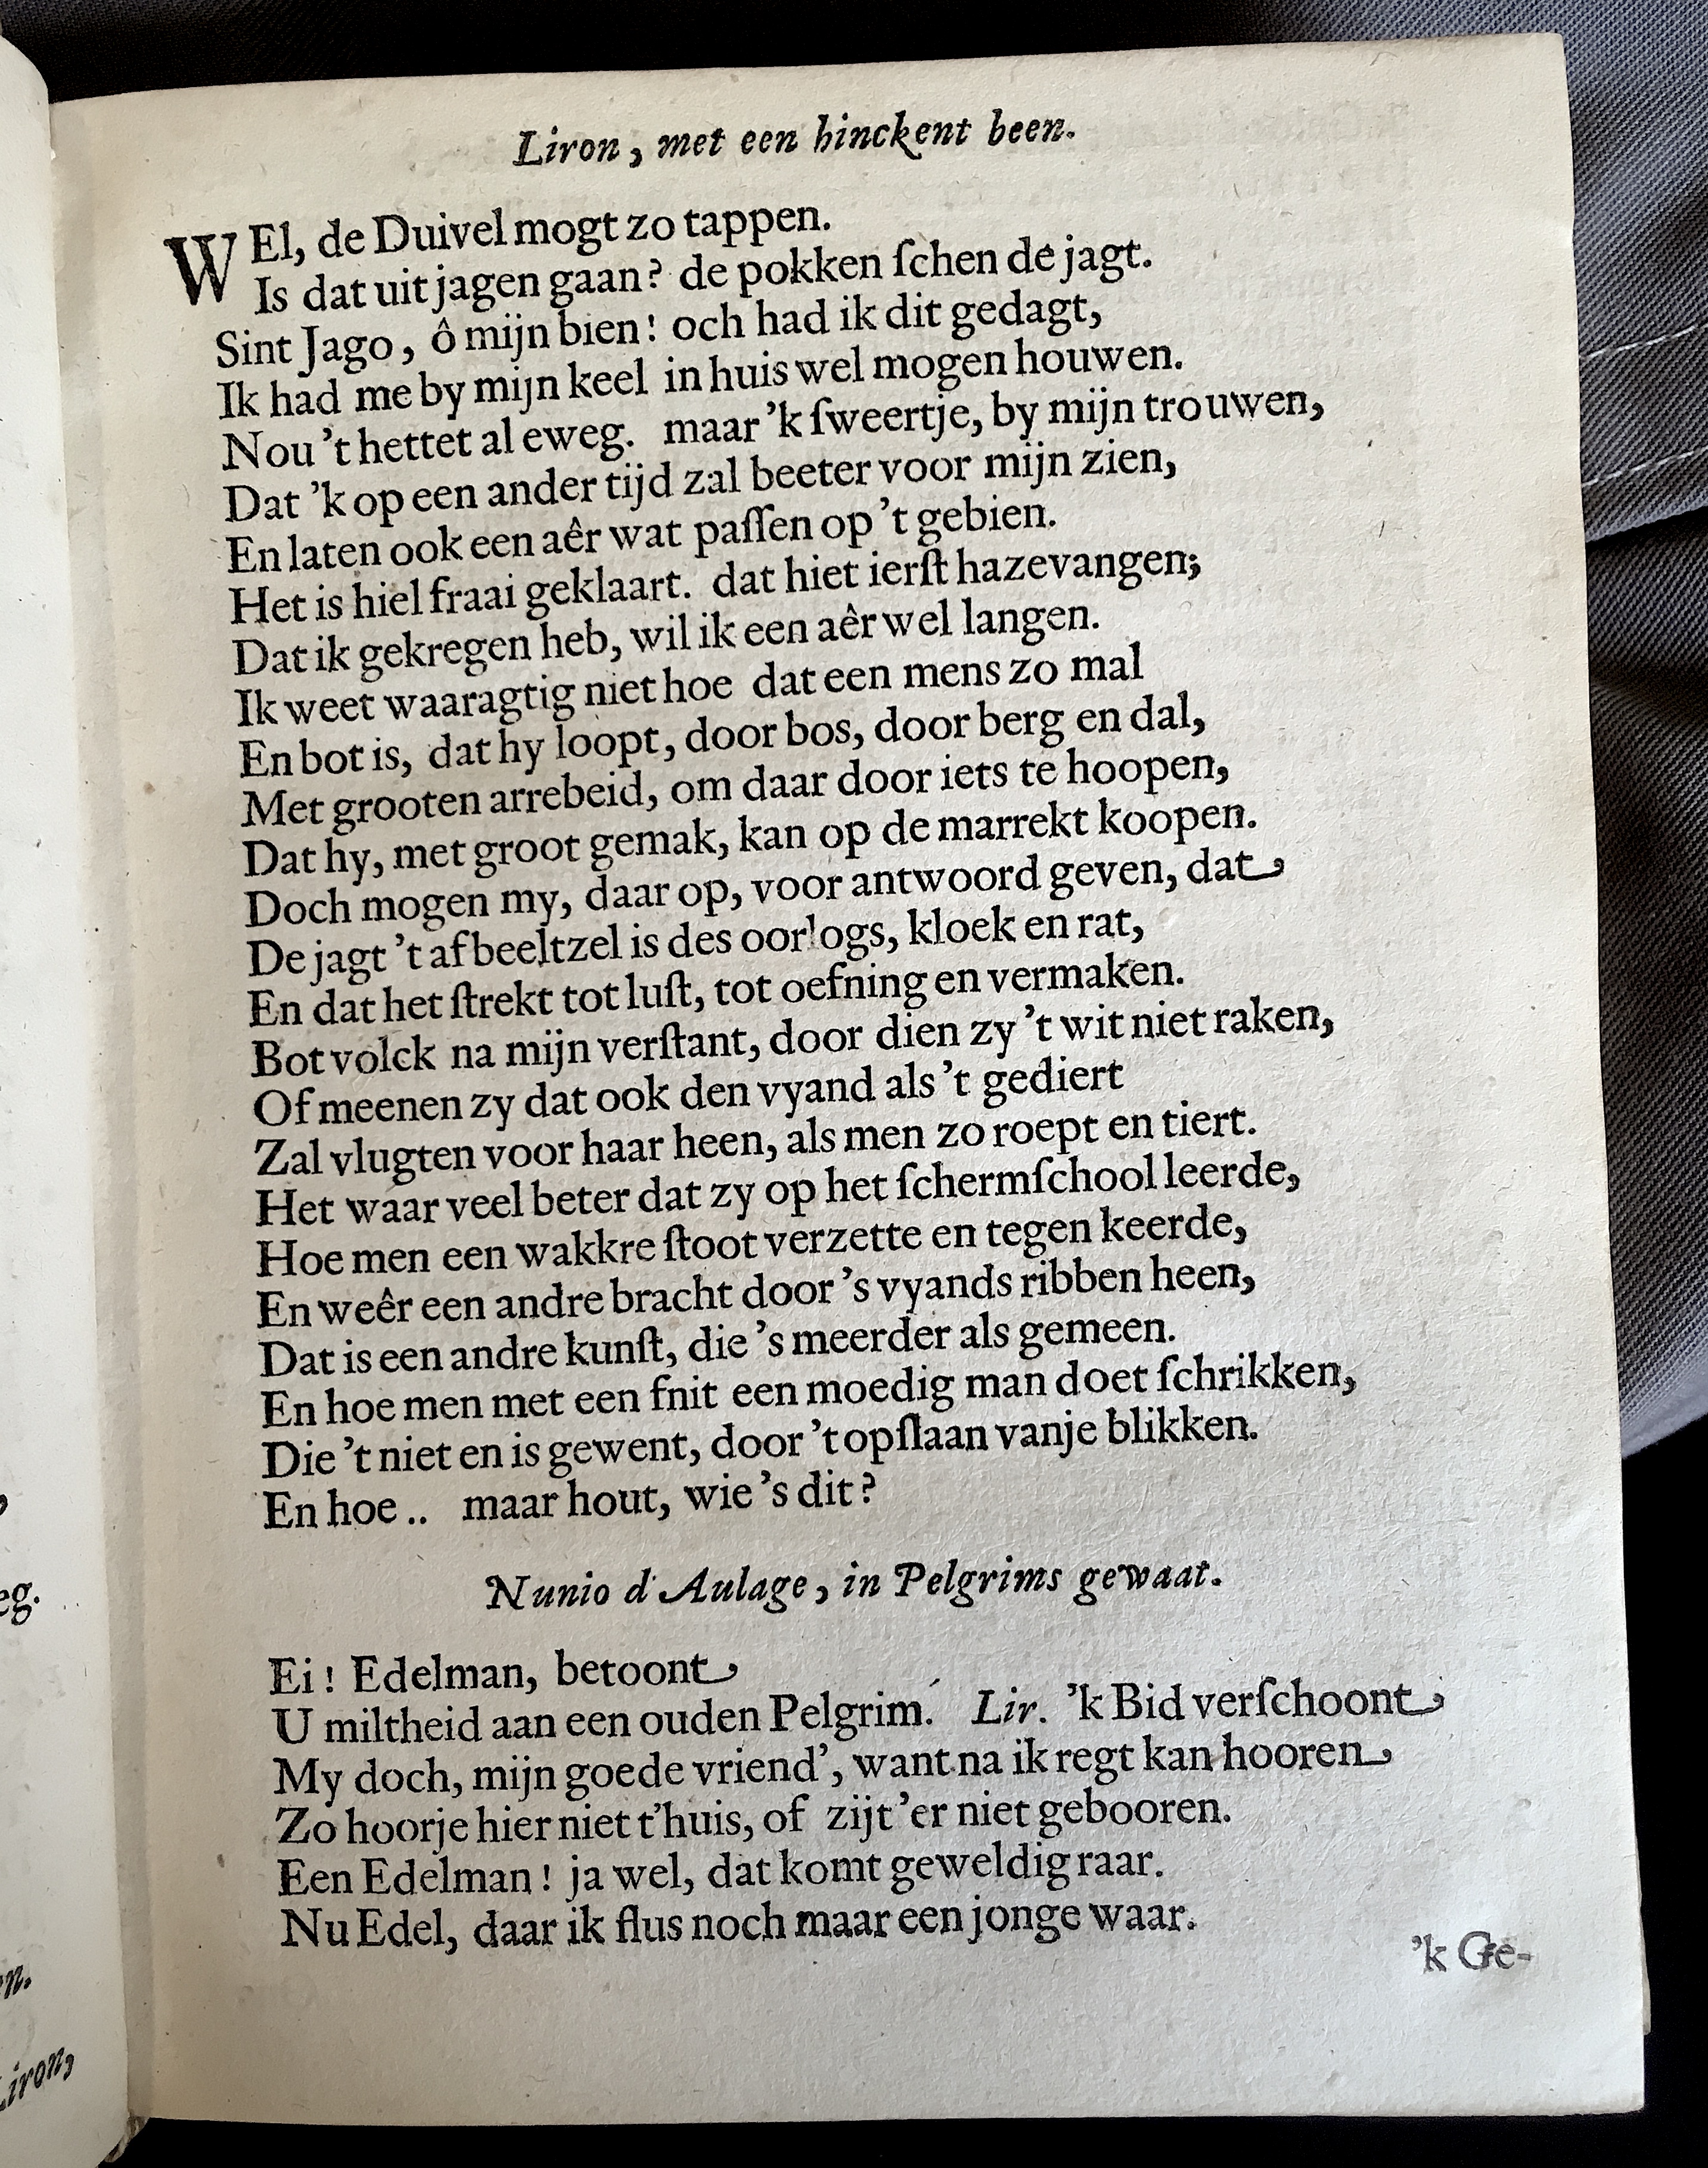 Liron, met een hinckent been.
WEl, de Duivel mogt zo tappen.
Is dat uit jagen gaan? de pokken ſchen de jagt.
Sint Jago, ô mijn bien! och had ik dit gedagt,
Ik had me by mijn keel in huis wel mogen houwen.
Nou 't hettet al eweg. maar 'k ſweertje, by mijn trouwen,
Dat 'k op een ander tijd zal beeter voor mijn zien,
En laten ook een aêr wat paſſen op 't gebien.
Het is hiel fraai geklaart. dat hiet ierſt hazevangen;
Dat ik gekregen heb, wil ik een aêr wel langen.
Ik weet waaragtig niet hoe dat een mens zo mal
En bot is, dat hy loopt, door bos, door berg en dal,
Met grooten arrebeid, om daar door iets te hoopen,
Dat hy, met groot gemak, kan op de marrekt koopen.
Doch mogen my, daar op, voor antwoord geven, dat
De jagt 't afbeeltzel is des oorlogs, kloek en rat,
En dat het ſtrekt tot luſt, tot oefning en vermaken.
Bot volck na mijn verſtant, door dien zy 't wit niet raken,
Of meenen zy dat ook den vyand als 't gediert
Zal vlugten voor haar heen, als men zo roept en tiert.
Het waar veel beter dat zy op het ſchermſchool leerde,
Hoe men een wakkre ſtoot verzette en tegen keerde,
En weêr een andre bracht door 's vyands ribben heen,
Dat is een andre kunſt, die 's meerder als gemeen.
En hoe men met een fnit een moedig man doet ſchrikken,
Die 't niet en is gewent, door 't opſlaan vanje blikken.
En hoe .. maar hout, wie 's dit?
Nunio d' Aulage, in Pelgrims gewaat.
Ei! Edelman, betoont
U miltheid aan een ouden Pelgrim. Lir. 'k Bid verſchoont
My doch, mijn goede vriend', want na ik regt kan hooren
Zo hoorje hier niet t'huis, of zijt 'er niet gebooren.
Een Edelman! ja wel, dat komt geweldig raar.
Nu Edel, daar ik flus noch maar een jonge waar.
'k Ge-
eg.
en.
Liron,